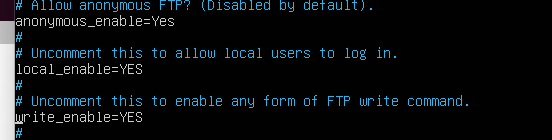 # Allow anonymous FTP? (Disabled by default).
anonymous_enable=Yes
#
# Uncomment this to allow local users to log in.
local_enable=YES
#
# Uncomment this to enable any form of FTP write command.
write_enable=YES
#